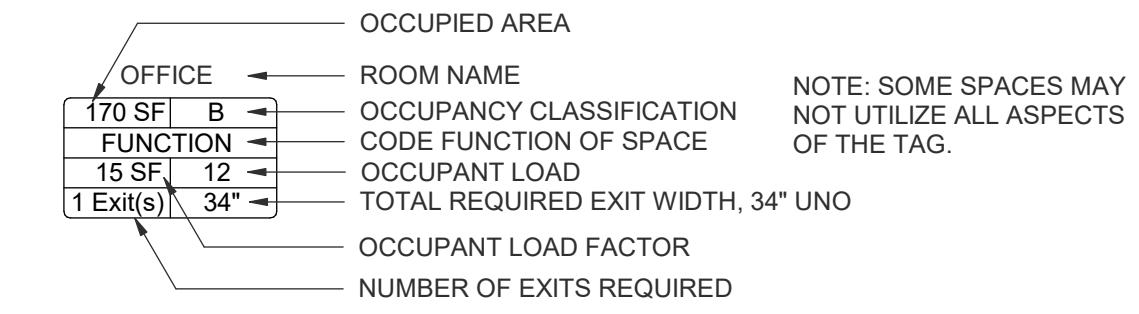 OCCUPIED AREA
OFFICE ROOM NAME
170 SF B OCCUPANCY CLASSIFICATION
FUNCTION CODE FUNCTION OF SPACE
15 SF 12 OCCUPANT LOAD
1 Exit(s) 34" TOTAL REQUIRED EXIT WIDTH, 34" UNO
OCCUPANT LOAD FACTOR
NUMBER OF EXITS REQUIRED
NOTE: SOME SPACES MAY
NOT UTILIZE ALL ASPECTS
OF THE TAG.